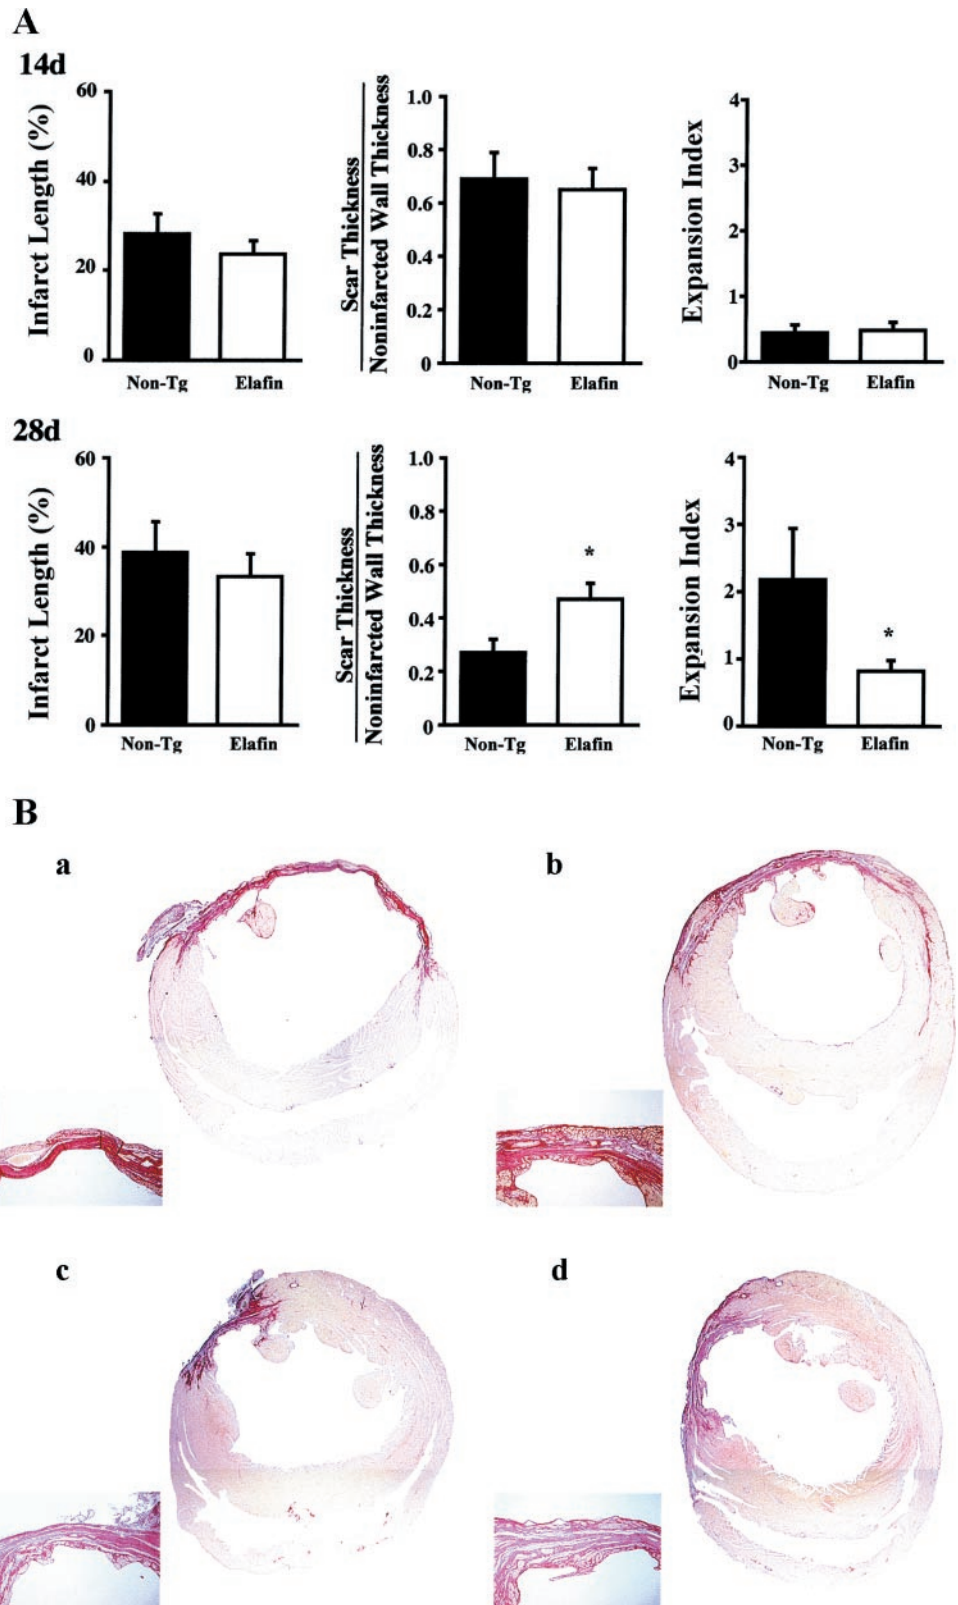 A
14d
Infarct Length (%)
60
40
20
0
Non-Tg Elafin
Scar Thickness
Noninfarcted Wall Thickness
1.0
0.8
0.6
0.4
0.2
0
Non-Tg Elafin
Expansion Index
4
3
2
1
0
Non-Tg Elafin
28d
Infarct Length (%)
60
40
20
0
Non-Tg Elafin
Scar Thickness
Noninfarcted Wall Thickness
1.0
0.8
0.6
0.4
0.2
0
*
Non-Tg Elafin
Expansion Index
4
3
2
1
0
*
Non-Tg Elafin
B
a
b
c
d